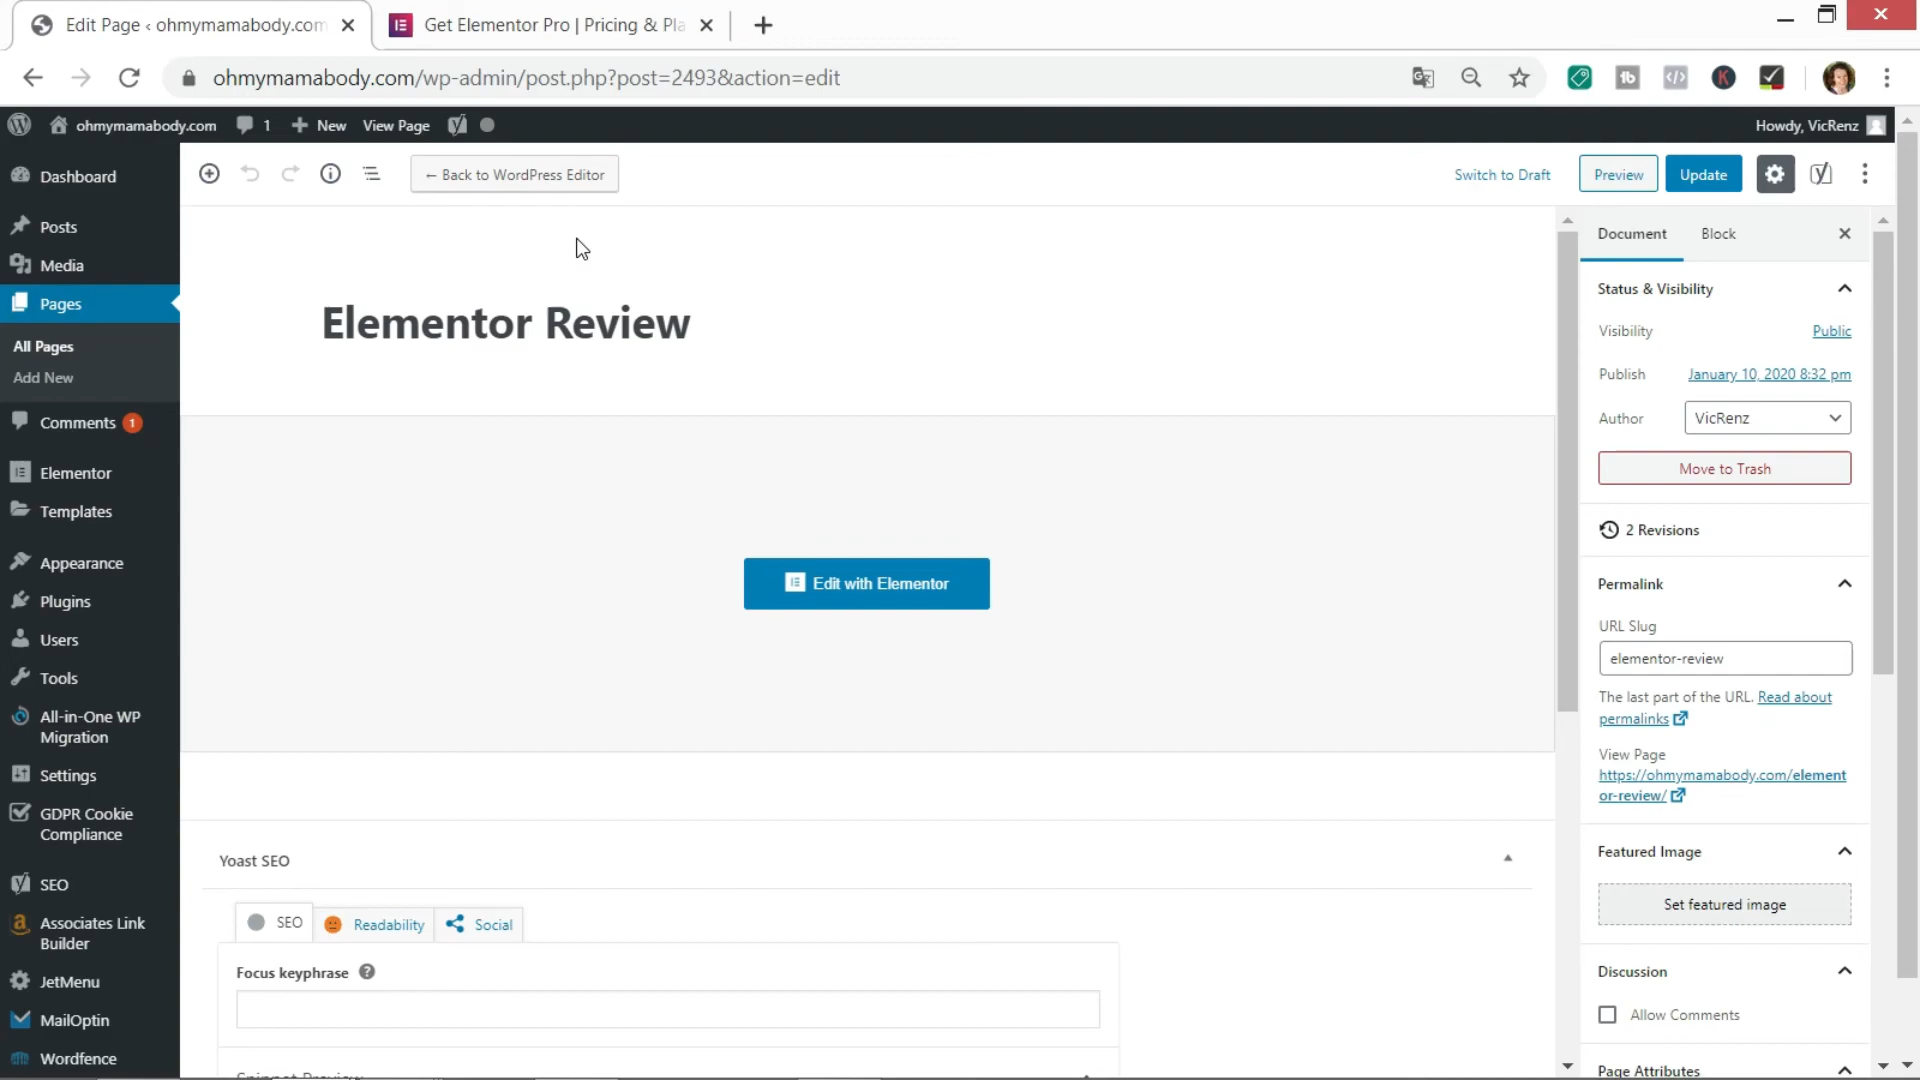 Edit Page ‹ ohmymamabody.com
Get Elementor Pro | Pricing & Pla
ohmymamabody.com/wp-admin/post.php?post=2493&action=edit
ohmymamabody.com
1
New
View Page
Howdy, VicRenz
← Back to WordPress Editor
Switch to Draft
Preview
Update
Dashboard
Posts
Media
Pages
All Pages
Add New
Comments 1
Elementor
Templates
Appearance
Plugins
Users
Tools
All-in-One WP
Migration
Settings
GDPR Cookie
Compliance
SEO
Associates Link
Builder
JetMenu
MailOptin
Wordfence
Elementor Review
Edit with Elementor
Yoast SEO
SEO
Readability
Social
Focus keyphrase
Snippet Preview
Document
Block
Status & Visibility
Visibility
Public
Publish
January 10, 2020 8:32 pm
Author
VicRenz
Move to Trash
2 Revisions
Permalink
URL Slug
elementor-review
The last part of the URL. Read about
permalinks
View Page
https://ohmymamabody.com/element
or-review/
Featured Image
Set featured image
Discussion
Allow Comments
Page Attributes